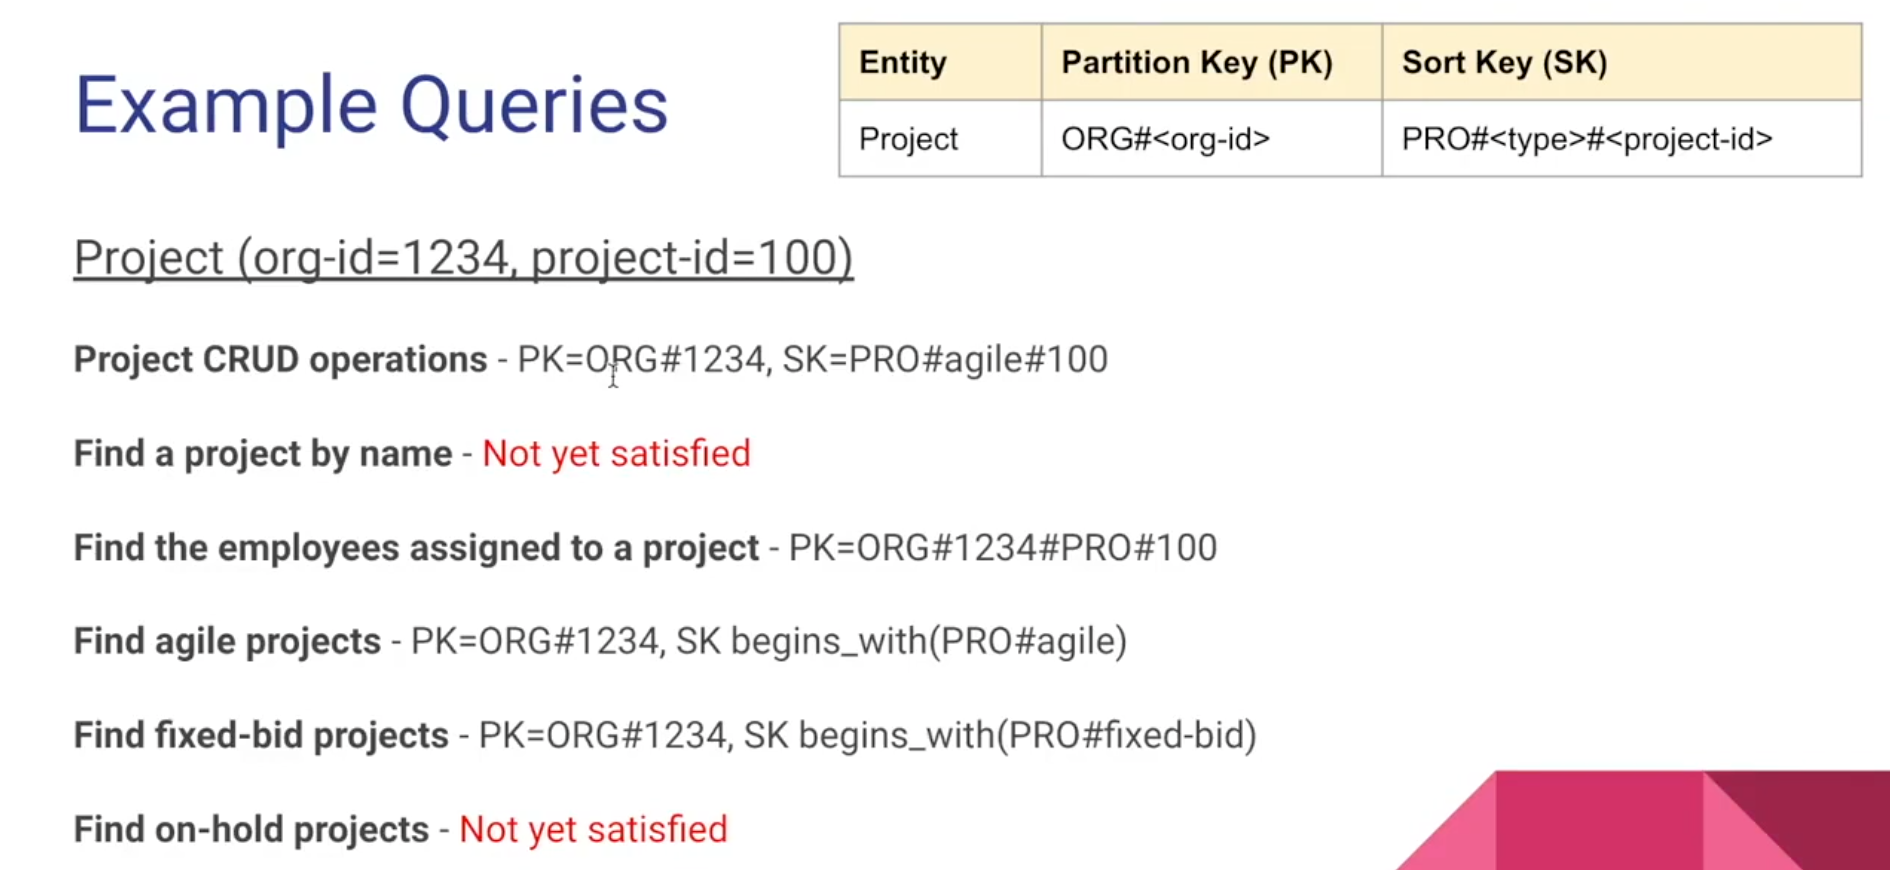 Example Queries
Entity Partition Key (PK) Sort Key (SK)
Project ORG#<org-id> PRO#<type>#<project-id>
Project (org-id=1234, project-id=100)
Project CRUD operations - PK=ORG#1234, SK=PRO#agile#100
Find a project by name - Not yet satisfied
Find the employees assigned to a project - PK=ORG#1234#PRO#100
Find agile projects - PK=ORG#1234, SK begins_with(PRO#agile)
Find fixed-bid projects - PK=ORG#1234, SK begins_with(PRO#fixed-bid)
Find on-hold projects - Not yet satisfied